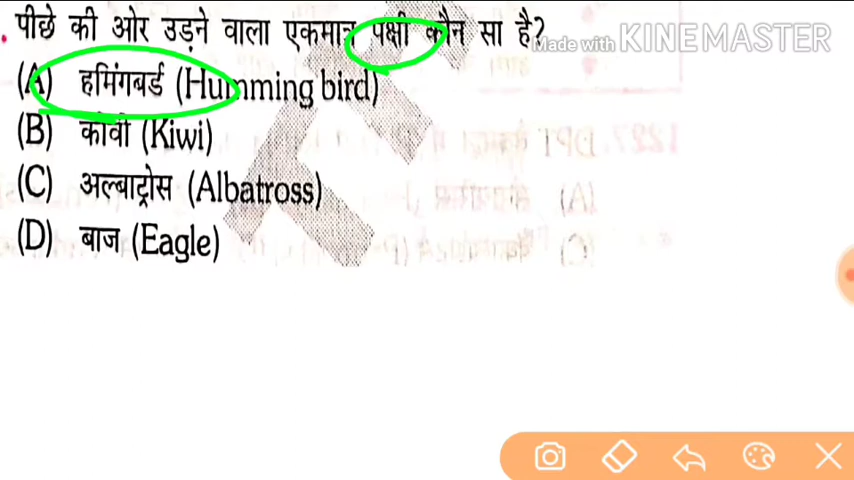 पीछे की ओर उड़ने वाला एकमात्र पक्षी कौन सा है?
Made with KINEMASTER
(A) हमिंगबर्ड (Humming bird)
(B) कीवी (Kiwi)
(C) अल्बाट्रोस (Albatross)
(D) बाज (Eagle)